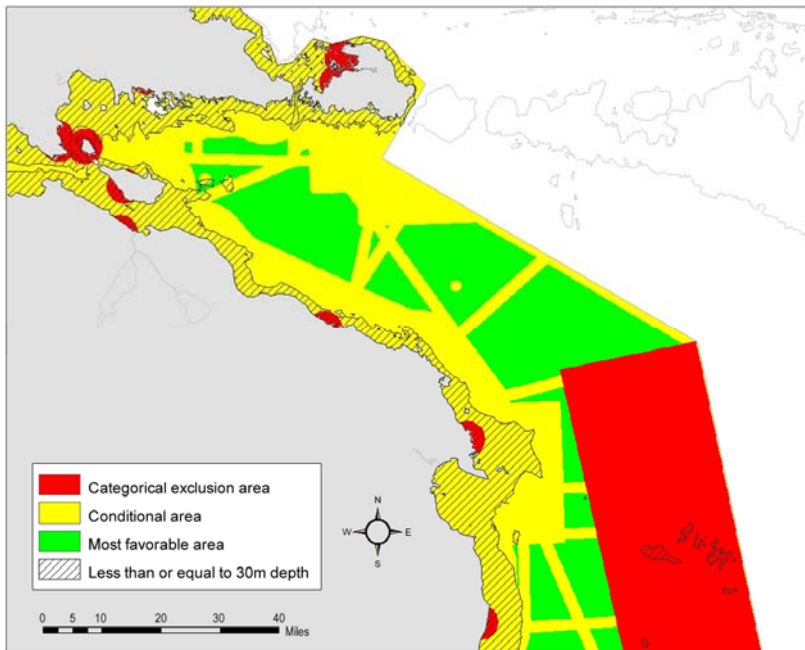 Categorical exclusion area
Conditional area
Most favorable area
Less than or equal to 30m depth
N
W E
S
0 5 10 20 30 40
Miles